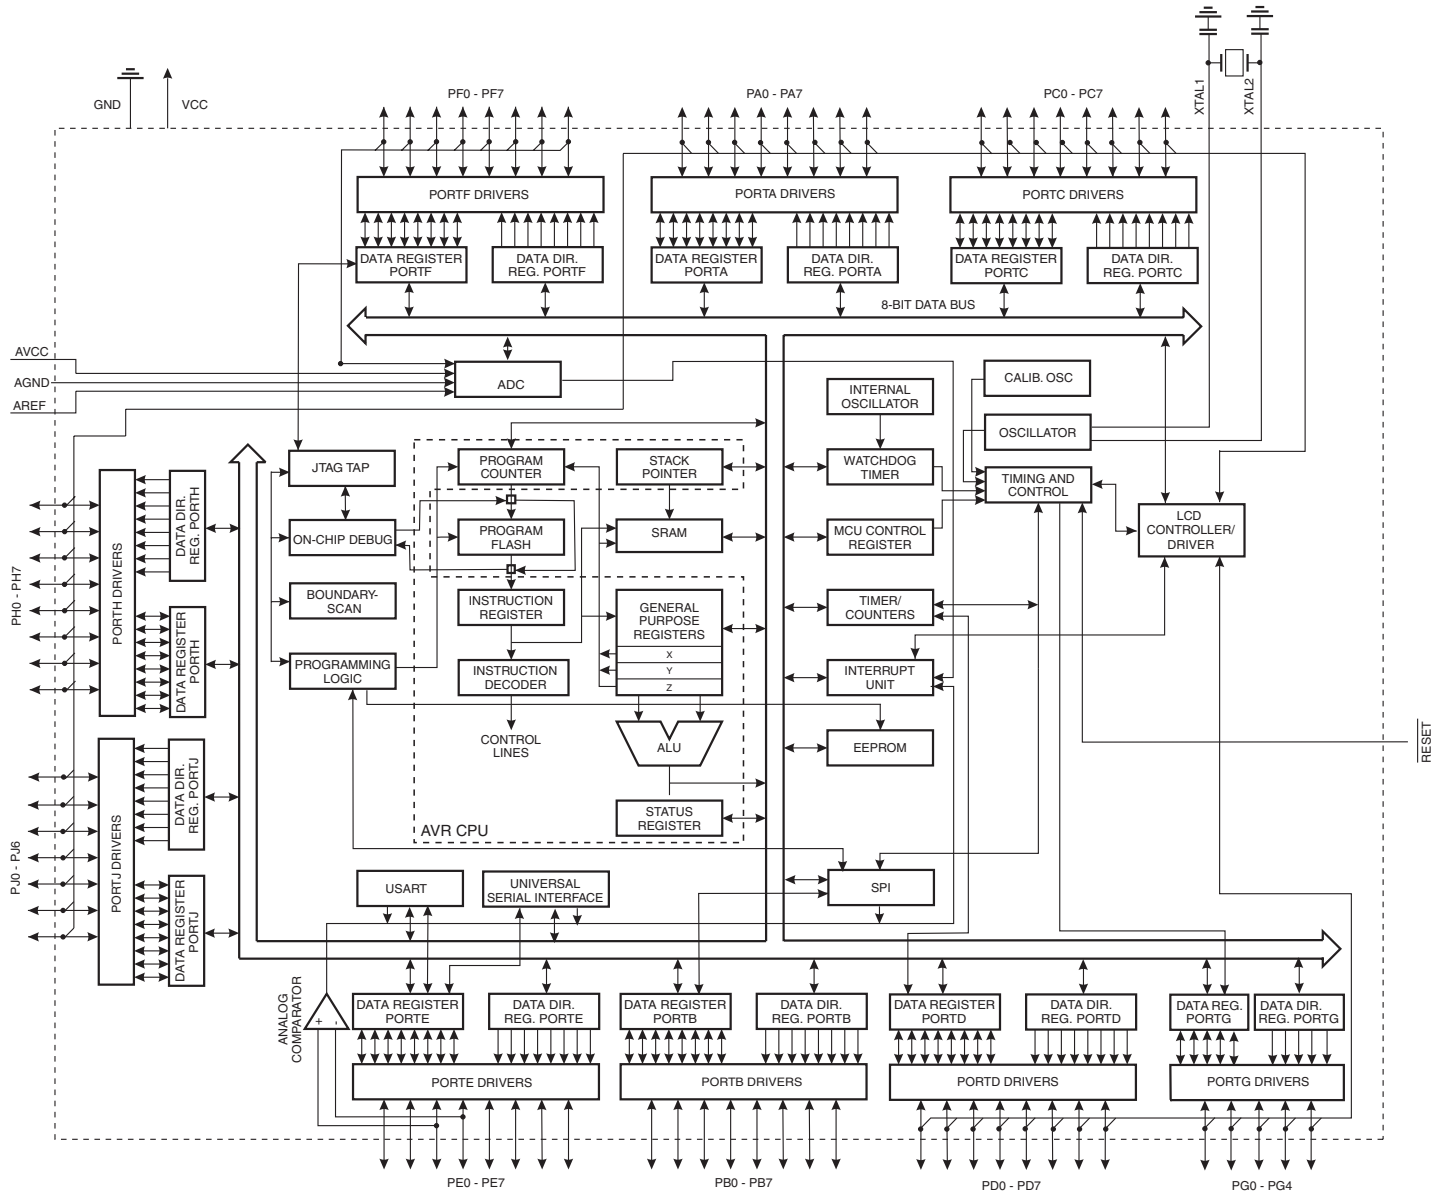 XTAL1
XTAL2
GND
VCC
PF0 - PF7
PA0 - PA7
PC0 - PC7
PORTF DRIVERS
PORTA DRIVERS
PORTC DRIVERS
DATA REGISTER
PORTF
DATA DIR.
REG. PORTF
DATA REGISTER
PORTA
DATA DIR.
REG. PORTA
DATA REGISTER
PORTC
DATA DIR.
REG. PORTC
8-BIT DATA BUS
AVCC
AGND
AREF
ADC
INTERNAL
OSCILLATOR
CALIB. OSC
OSCILLATOR
JTAG TAP
PROGRAM
COUNTER
STACK
POINTER
WATCHDOG
TIMER
TIMING AND
CONTROL
LCD
CONTROLLER/
DRIVER
ON-CHIP DEBUG
PROGRAM
FLASH
SRAM
MCU CONTROL
REGISTER
BOUNDARY-
SCAN
INSTRUCTION
REGISTER
GENERAL
PURPOSE
REGISTERS
X
Y
Z
TIMER/
COUNTERS
PROGRAMMING
LOGIC
INSTRUCTION
DECODER
INTERRUPT
UNIT
CONTROL
LINES
ALU
EEPROM
STATUS
REGISTER
AVR CPU
RESET
PH0 - PH7
PORTH DRIVERS
DATA DIR.
REG. PORTH
DATA REGISTER
PORTH
PJ0 - PJ6
PORTJ DRIVERS
DATA DIR.
REG. PORTJ
DATA REGISTER
PORTJ
USART
UNIVERSAL
SERIAL INTERFACE
SPI
ANALOG
COMPARATOR
+
-
DATA REGISTER
PORTE
DATA DIR.
REG. PORTE
DATA REGISTER
PORTB
DATA DIR.
REG. PORTB
DATA REGISTER
PORTD
DATA DIR.
REG. PORTD
DATA REG.
PORTG
DATA DIR.
REG. PORTG
PORTE DRIVERS
PORTB DRIVERS
PORTD DRIVERS
PORTG DRIVERS
PE0 - PE7
PB0 - PB7
PD0 - PD7
PG0 - PG4